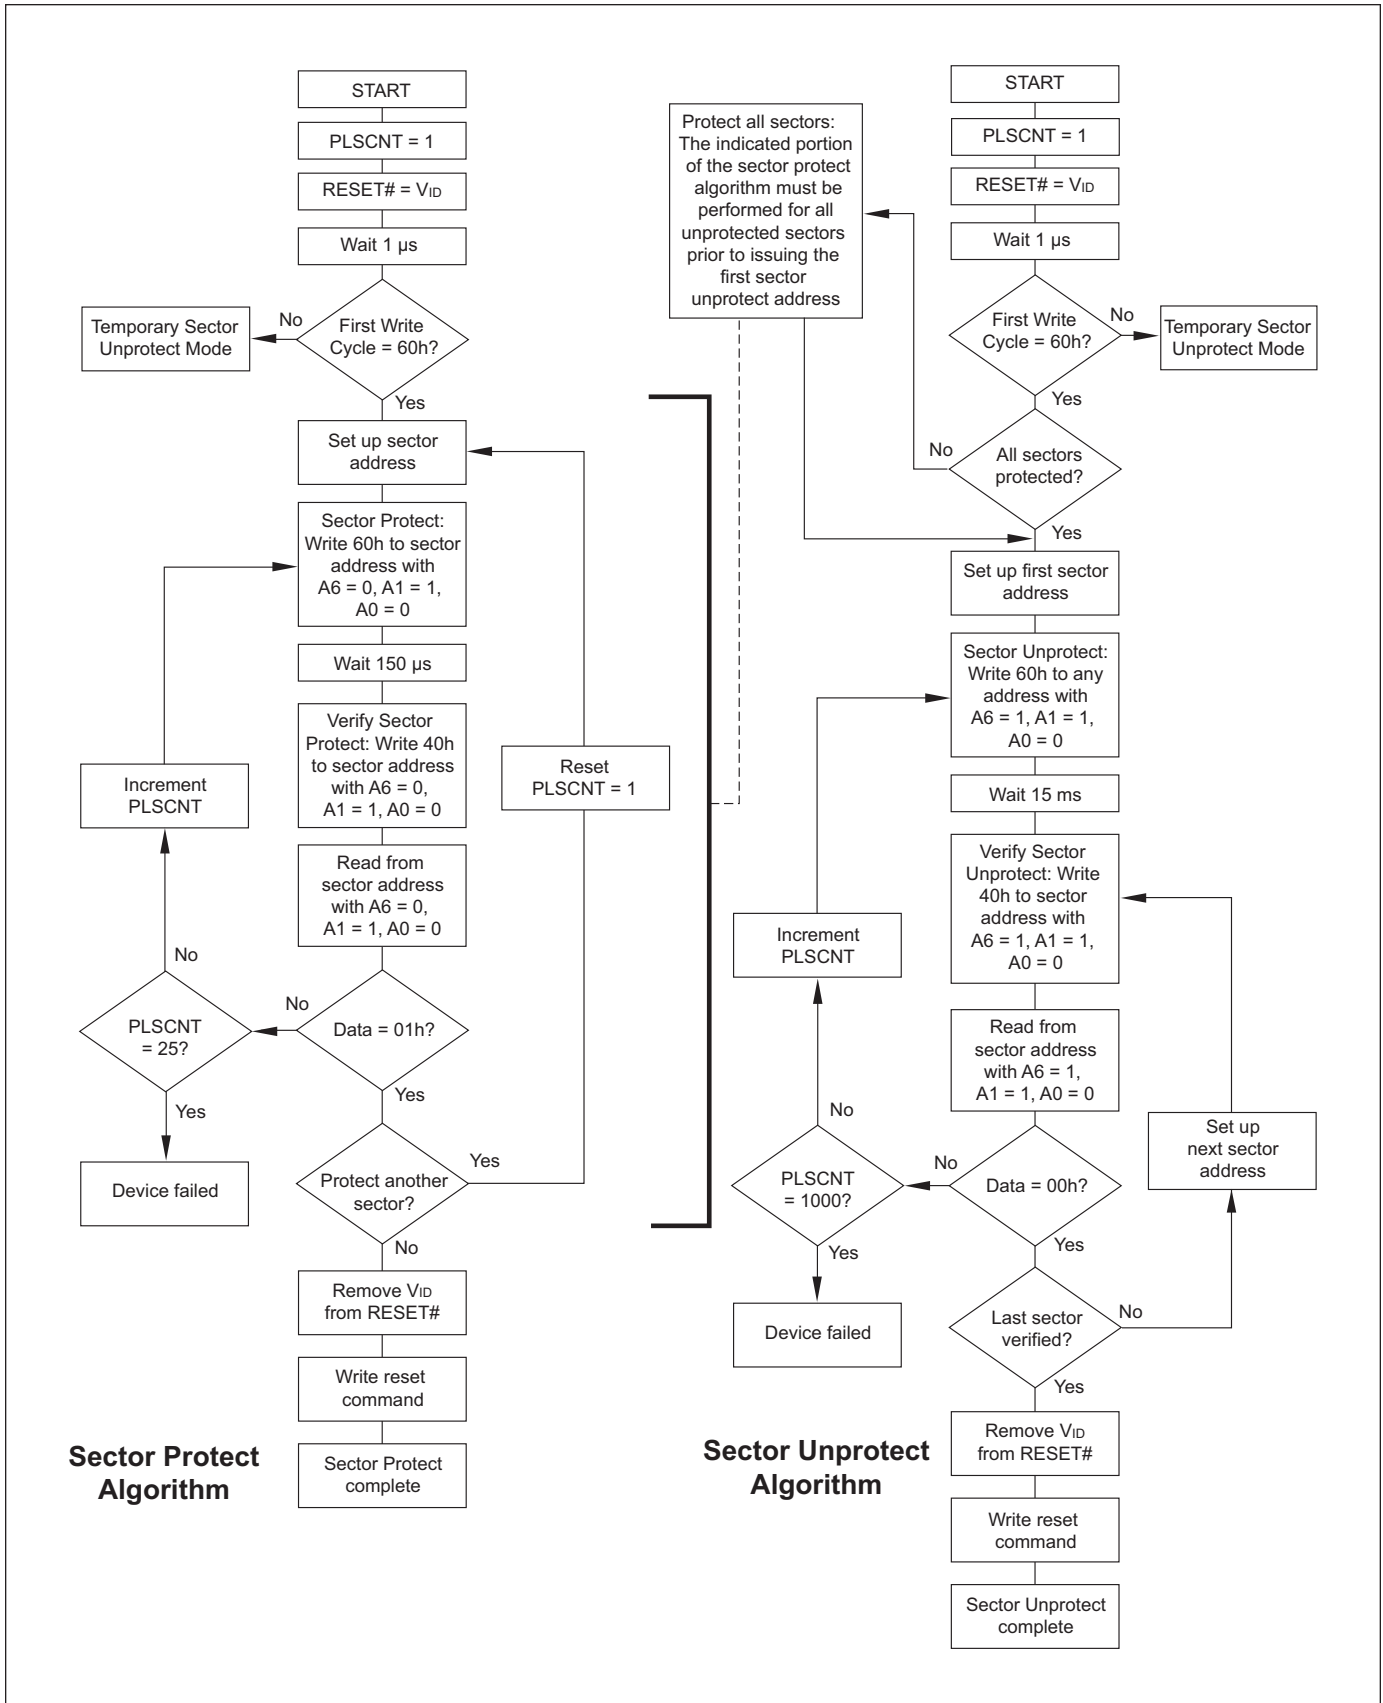 START
PLSCNT = 1
RESET# = VID
Wait 1 µs
First Write
Cycle = 60h?
No
Temporary Sector
Unprotect Mode
Yes
Set up sector
address
Sector Protect:
Write 60h to sector
address with
A6 = 0, A1 = 1,
A0 = 0
Wait 150 µs
Verify Sector
Protect: Write 40h
to sector address
with A6 = 0,
A1 = 1, A0 = 0
Increment
PLSCNT
Reset
PLSCNT = 1
Read from
sector address
with A6 = 0,
A1 = 1, A0 = 0
No
PLSCNT
= 25?
No
Data = 01h?
Yes
Yes
Device failed
Protect another
sector?
Yes
No
Remove VID
from RESET#
Write reset
command
Sector Protect
complete
Sector Protect
Algorithm
START
PLSCNT = 1
RESET# = VID
Wait 1 µs
Protect all sectors:
The indicated portion
of the sector protect
algorithm must be
performed for all
unprotected sectors
prior to issuing the
first sector
unprotect address
First Write
Cycle = 60h?
No
Temporary Sector
Unprotect Mode
Yes
No
All sectors
protected?
Yes
Set up first sector
address
Sector Unprotect:
Write 60h to any
address with
A6 = 1, A1 = 1,
A0 = 0
Wait 15 ms
Verify Sector
Unprotect: Write
40h to sector
address with
A6 = 1, A1 = 1,
A0 = 0
Increment
PLSCNT
Read from
sector address
with A6 = 1,
A1 = 1, A0 = 0
No
PLSCNT
= 1000?
No
Data = 00h?
Set up
next sector
address
Yes
Yes
Device failed
Last sector
verified?
No
Yes
Remove VID
from RESET#
Write reset
command
Sector Unprotect
complete
Sector Unprotect
Algorithm